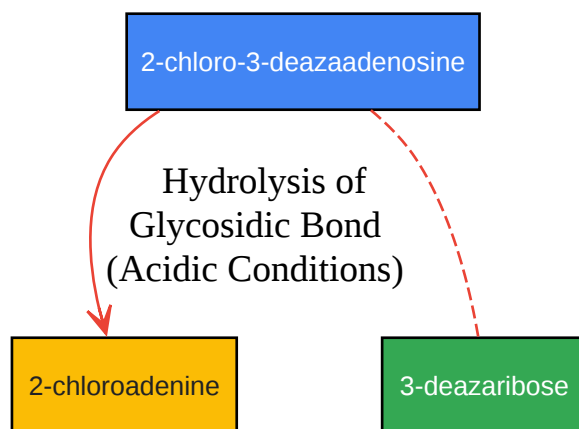 2-chloro-3-deazaadenosine
Hydrolysis of
Glycosidic Bond
(Acidic Conditions)
2-chloroadenine
3-deazaribose